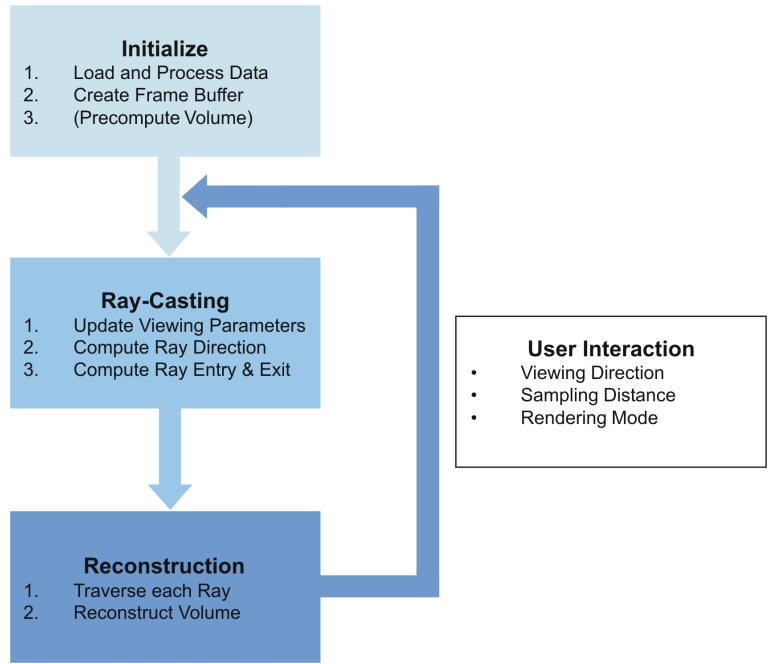 Initialize
1. Load and Process Data
2. Create Frame Buffer
3. (Precompute Volume)
Ray-Casting
1. Update Viewing Parameters
2. Compute Ray Direction
3. Compute Ray Entry & Exit
User Interaction
• Viewing Direction
• Sampling Distance
• Rendering Mode
Reconstruction
1. Traverse each Ray
2. Reconstruct Volume